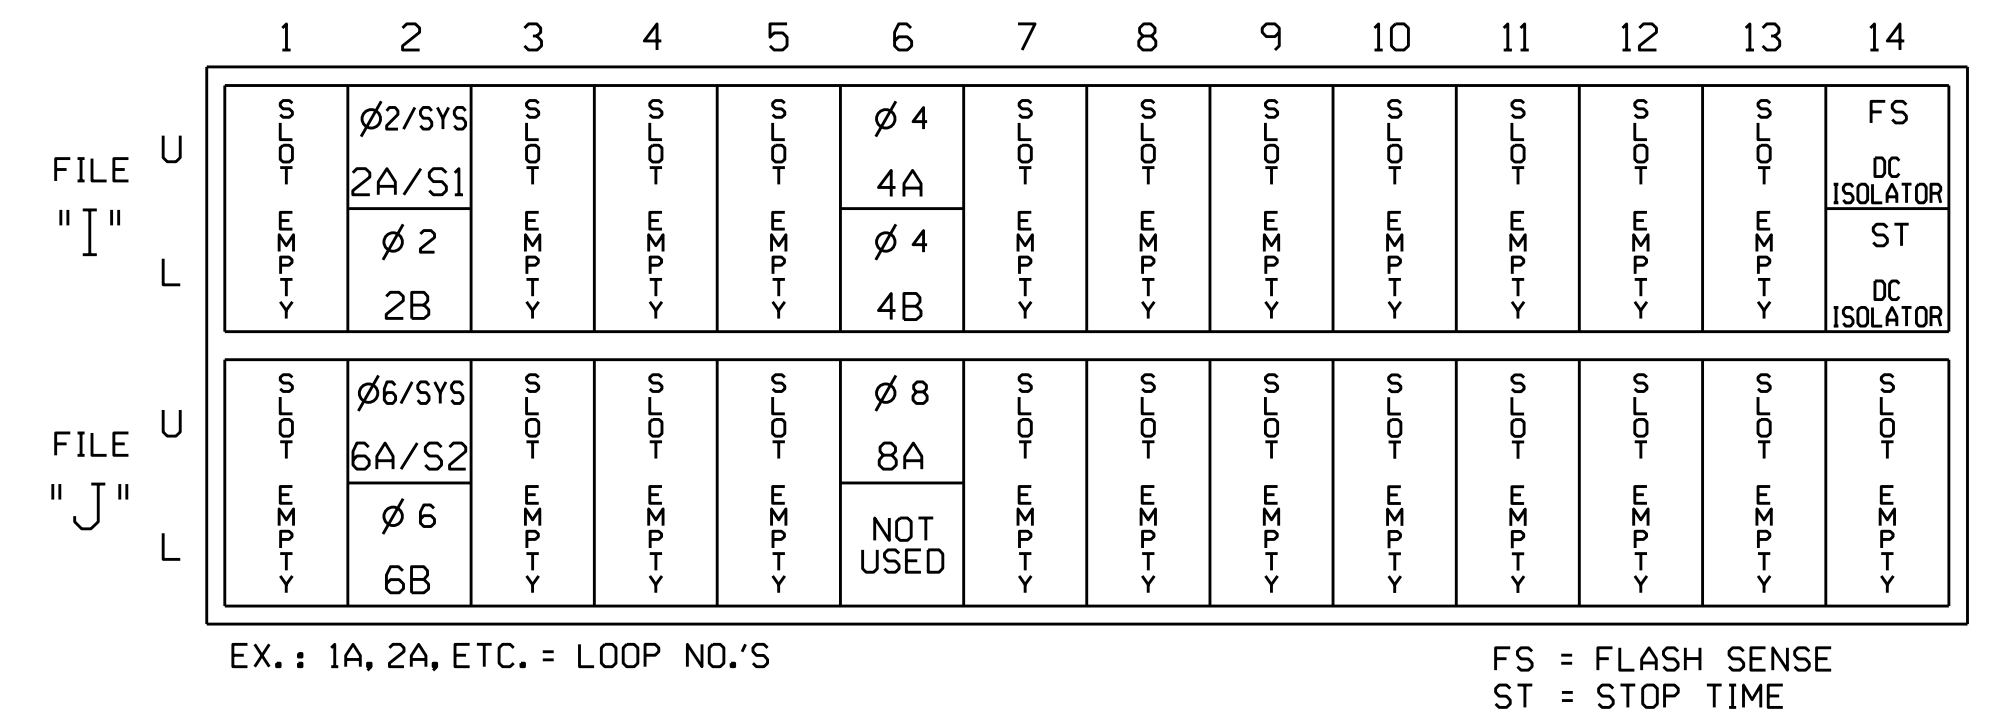 1 2 3 4 5 6 7 8 9 10 11 12 13 14
FILE "I"
U
L
SLOT EMPTY
Ø2/SYS
2A/S1
Ø 2
2B
SLOT EMPTY
SLOT EMPTY
SLOT EMPTY
Ø 4
4A
Ø 4
4B
SLOT EMPTY
SLOT EMPTY
SLOT EMPTY
SLOT EMPTY
SLOT EMPTY
SLOT EMPTY
SLOT EMPTY
FS
DC
ISOLATOR
ST
DC
ISOLATOR
FILE "J"
U
L
SLOT EMPTY
Ø6/SYS
6A/S2
Ø 6
6B
SLOT EMPTY
SLOT EMPTY
SLOT EMPTY
Ø 8
8A
NOT
USED
SLOT EMPTY
SLOT EMPTY
SLOT EMPTY
SLOT EMPTY
SLOT EMPTY
SLOT EMPTY
SLOT EMPTY
SLOT EMPTY
EX.: 1A, 2A, ETC. = LOOP NO.'S
FS = FLASH SENSE
ST = STOP TIME